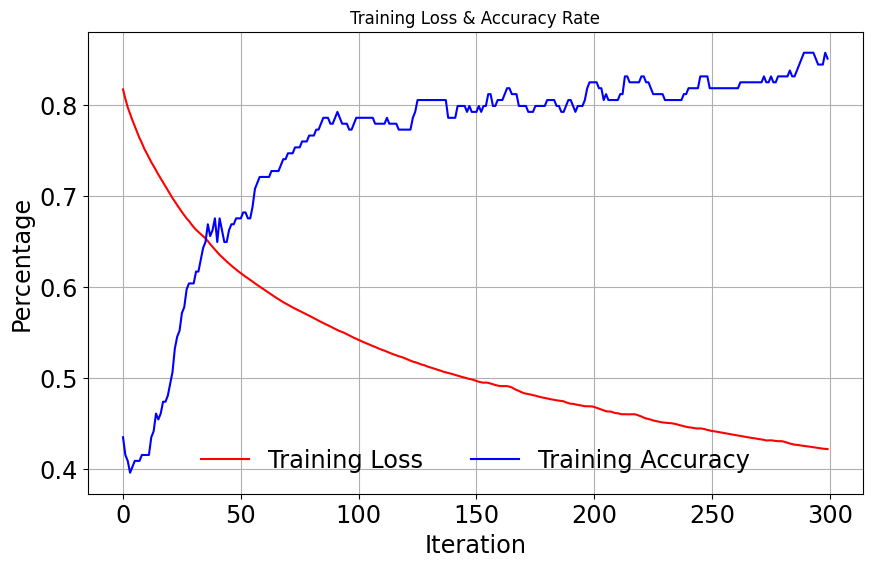 Training Loss & Accuracy Rate
0.8
0.7
0.6
0.5
0.4
Percentage
Training Loss Training Accuracy
0 50 100 150 200 250 300
Iteration